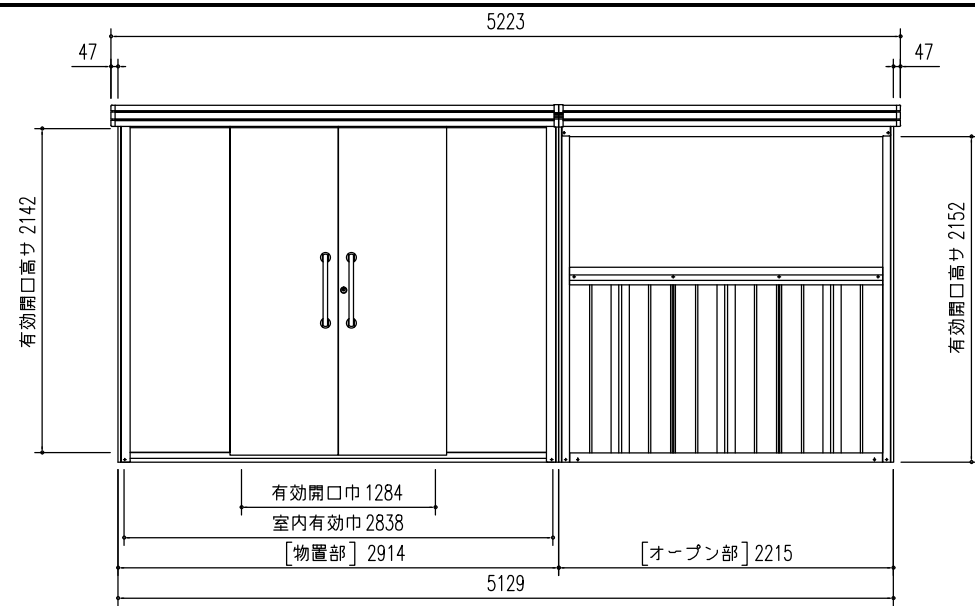 5223
47
47
有効開口高サ 2142
有効開口高サ 2152
有効開口巾 1284
室内有効巾 2838
[物置部] 2914
[オープン部] 2215
5129